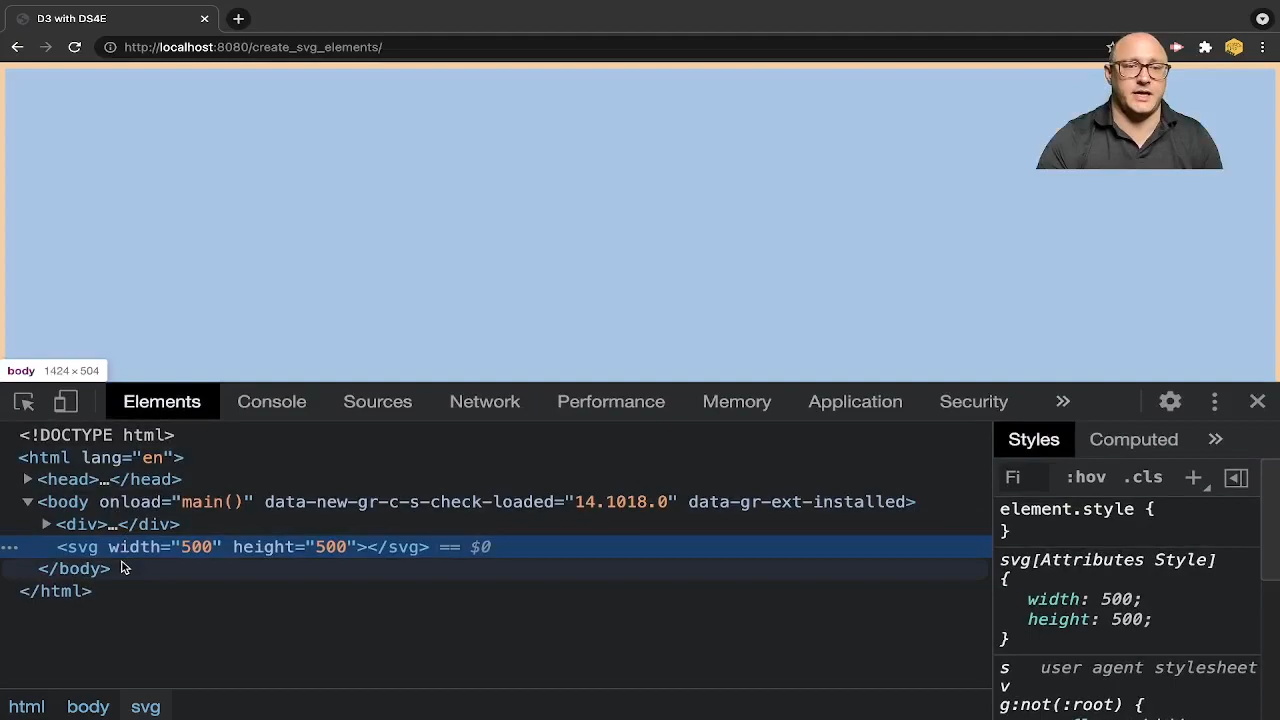 D3 with DS4E
http://localhost:8080/create_svg_elements/
body 1424 × 504
Elements Console Sources Network Performance Memory Application Security
<!DOCTYPE html>
<html lang="en">
<head>…</head>
<body onload="main()" data-new-gr-c-s-check-loaded="14.1018.0" data-gr-ext-installed>
<div>…</div>
<svg width="500" height="500"></svg> == $0
</body>
</html>
html body svg
Styles Computed
Fi :hov .cls
element.style {
}
svg[Attributes Style]
{
width: 500;
height: 500;
}
s user agent stylesheet
v
g:not(:root) {